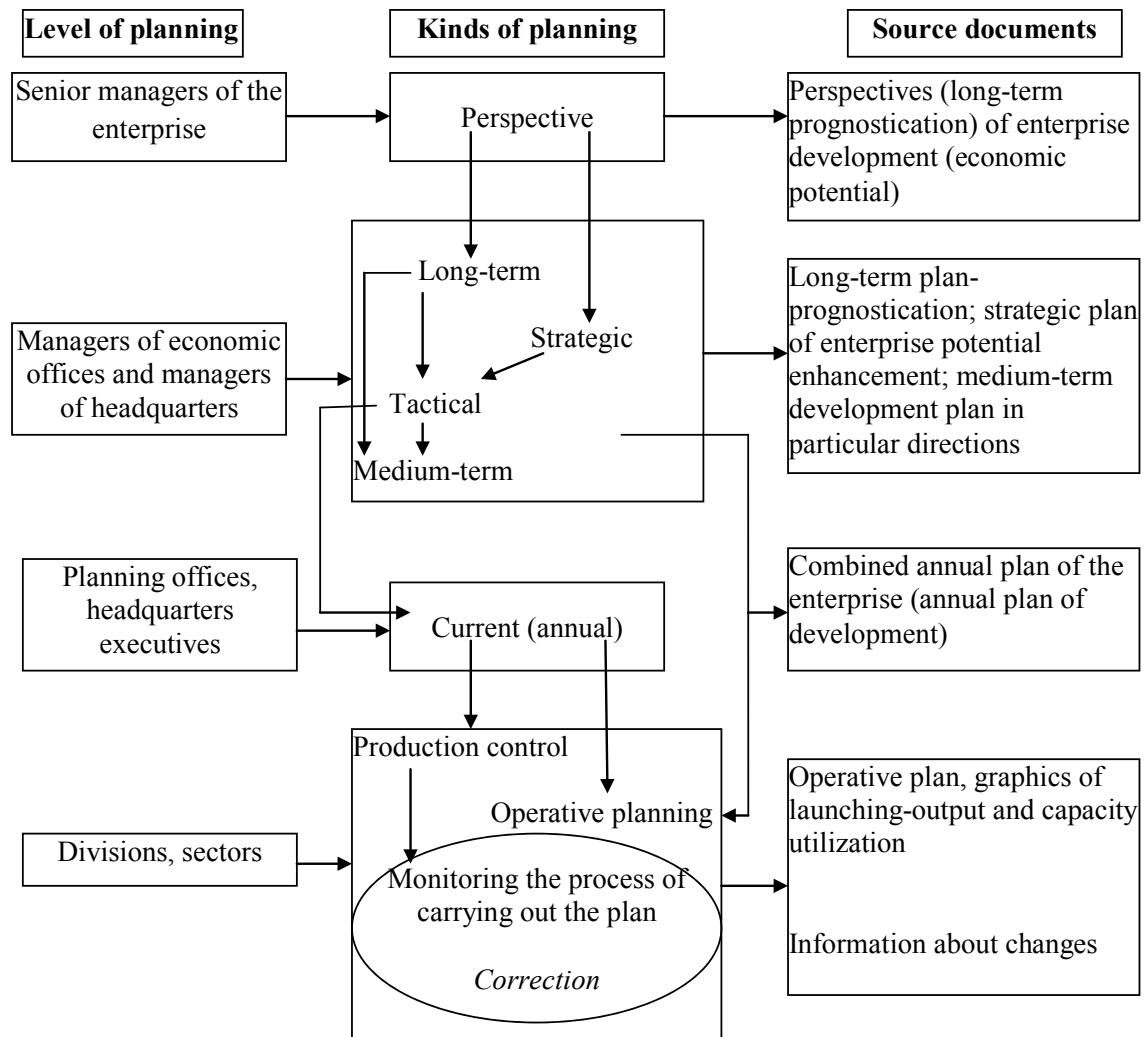 Level of planning
Kinds of planning
Source documents
Senior managers of the
enterprise
Perspective
Perspectives (long-term
prognostication) of enterprise
development (economic
potential)
Managers of economic
offices and managers
of headquarters
Long-term
Strategic
Tactical
Medium-term
Long-term plan-
prognostication; strategic plan
of enterprise potential
enhancement; medium-term
development plan in
particular directions
Planning offices,
headquarters
executives
Current (annual)
Combined annual plan of the
enterprise (annual plan of
development)
Divisions, sectors
Production control
Operative planning
Monitoring the process of
carrying out the plan
Correction
Operative plan, graphics of
launching-output and capacity
utilization
Information about changes